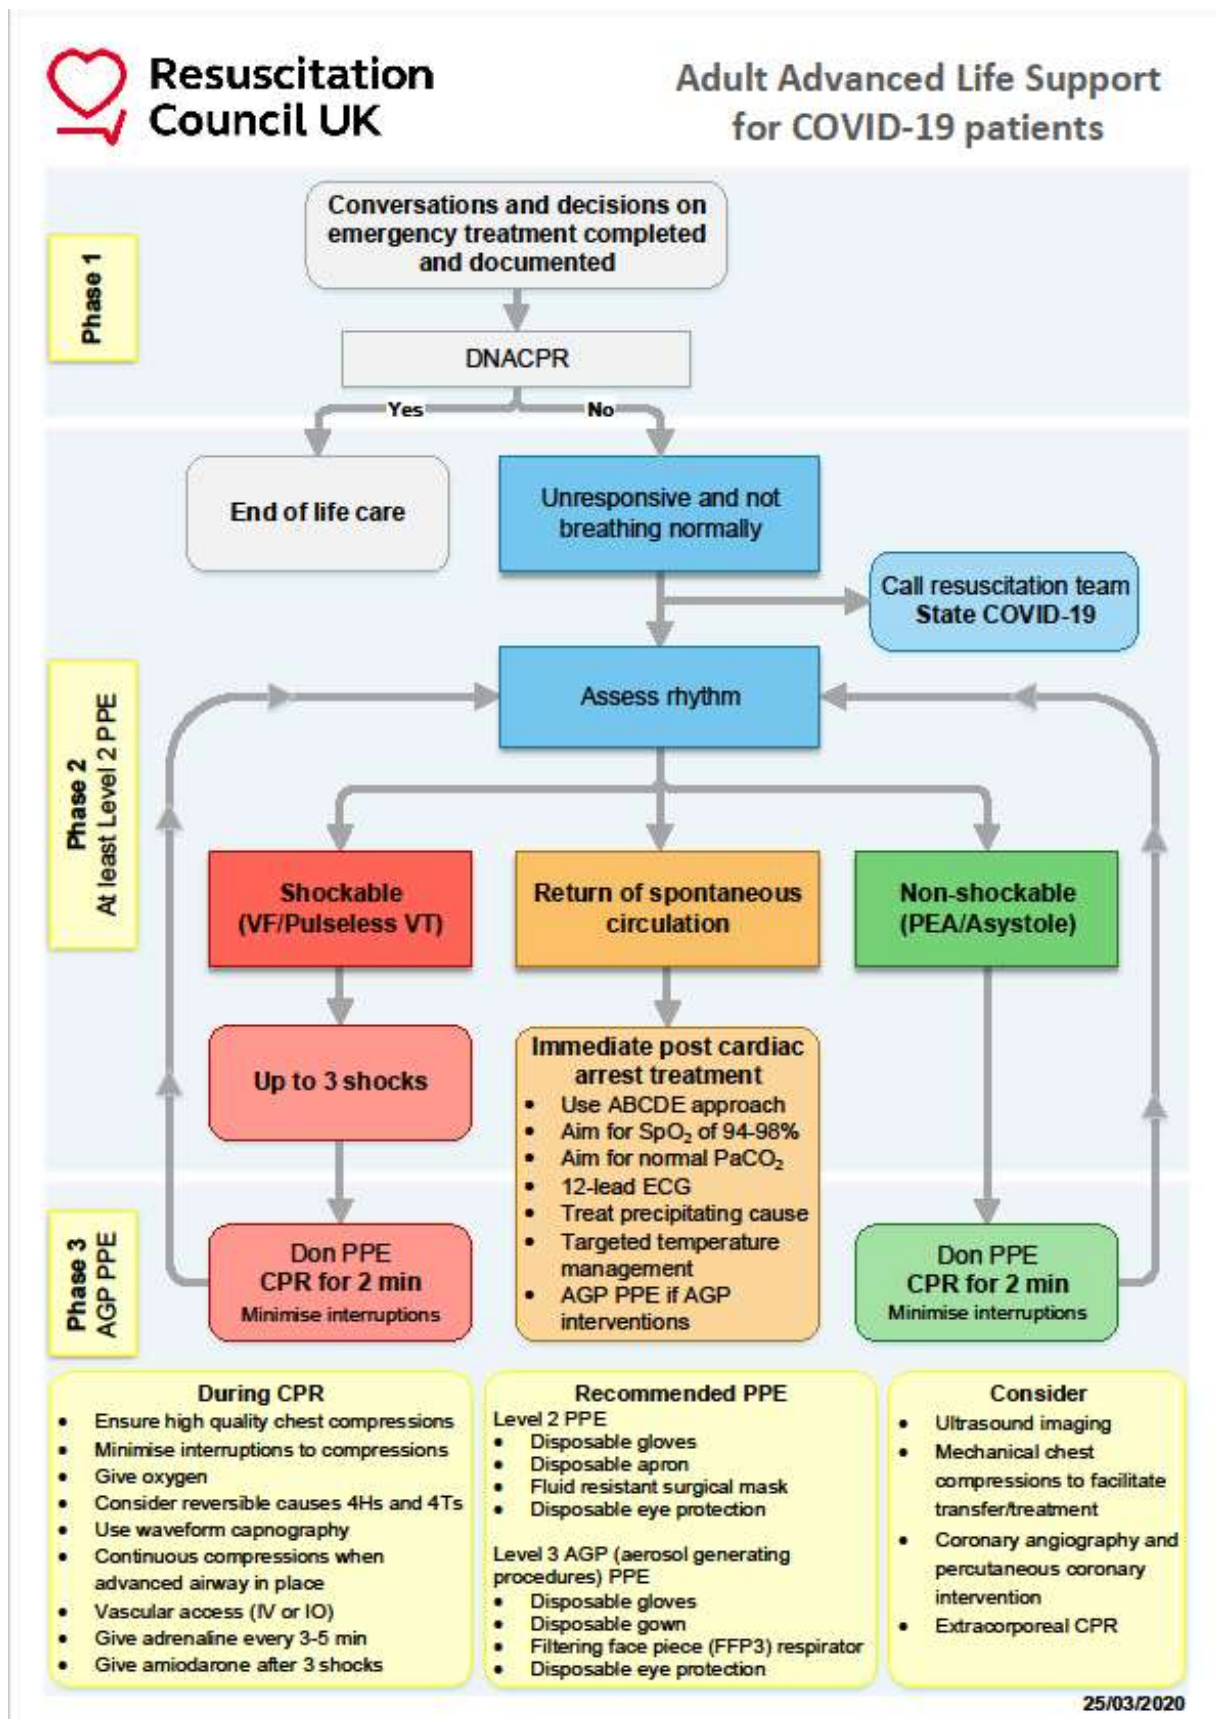 Resuscitation
Council UK
Adult Advanced Life Support
for COVID-19 patients
Phase 1
Conversations and decisions on
emergency treatment completed
and documented
DNACPR
Yes
No
Phase 2
At least Level 2 PPE
End of life care
Unresponsive and not
breathing normally
Call resuscitation team
State COVID-19
Assess rhythm
Shockable
(VF/Pulseless VT)
Return of spontaneous
circulation
Non-shockable
(PEA/Asystole)
Up to 3 shocks
Immediate post cardiac
arrest treatment
• Use ABCDE approach
• Aim for SpO₂ of 94-98%
• Aim for normal PaCO₂
• 12-lead ECG
• Treat precipitating cause
• Targeted temperature
management
• AGP PPE if AGP
interventions
Phase 3
AGP PPE
Don PPE
CPR for 2 min
Minimise interruptions
Don PPE
CPR for 2 min
Minimise interruptions
During CPR
• Ensure high quality chest compressions
• Minimise interruptions to compressions
• Give oxygen
• Consider reversible causes 4Hs and 4Ts
• Use waveform capnography
• Continuous compressions when
advanced airway in place
• Vascular access (IV or IO)
• Give adrenaline every 3-5 min
• Give amiodarone after 3 shocks
Recommended PPE
Level 2 PPE
• Disposable gloves
• Disposable apron
• Fluid resistant surgical mask
• Disposable eye protection
Level 3 AGP (aerosol generating
procedures) PPE
• Disposable gloves
• Disposable gown
• Filtering face piece (FFP3) respirator
• Disposable eye protection
Consider
• Ultrasound imaging
• Mechanical chest
compressions to facilitate
transfer/treatment
• Coronary angiography and
percutaneous coronary
intervention
• Extracorporeal CPR
25/03/2020